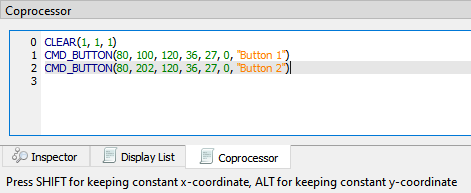 Coprocessor
0 CLEAR(1, 1, 1)
1 CMD_BUTTON(80, 100, 120, 36, 27, 0, "Button 1")
2 CMD_BUTTON(80, 202, 120, 36, 27, 0, "Button 2")
3
Inspector Display List Coprocessor
Press SHIFT for keeping constant x-coordinate, ALT for keeping constant y-coordinate